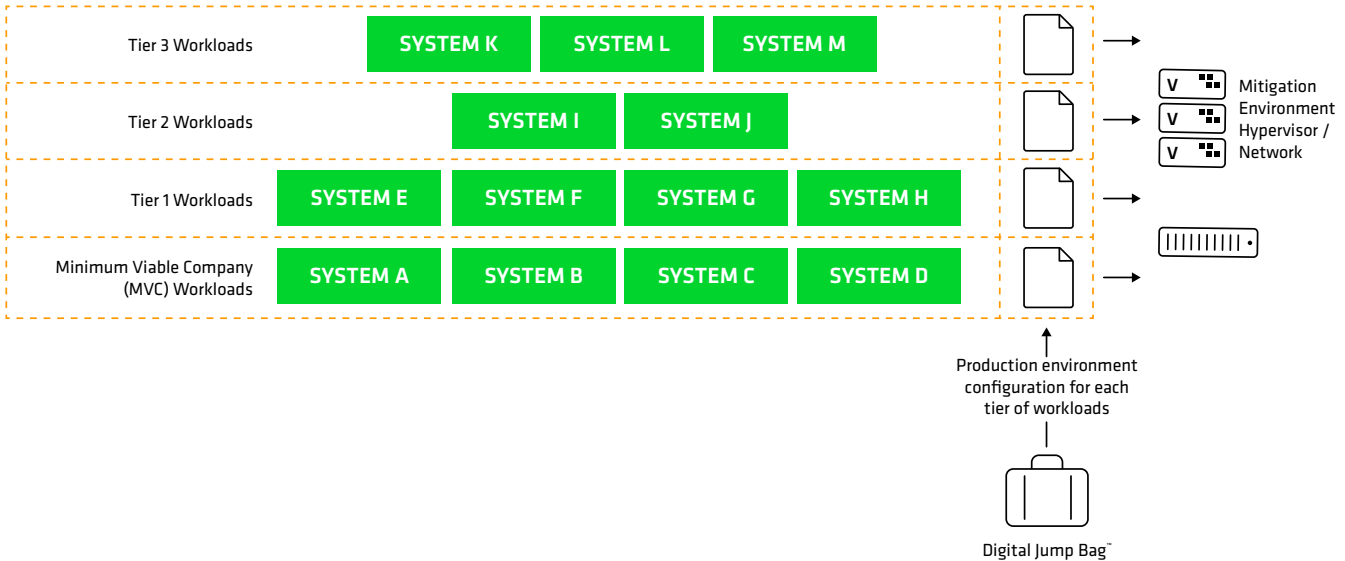 Tier 3 Workloads
SYSTEM K
SYSTEM L
SYSTEM M
V
Mitigation
Environment
Hypervisor /
Network
V
V
Tier 2 Workloads
SYSTEM I
SYSTEM J
Tier 1 Workloads
SYSTEM E
SYSTEM F
SYSTEM G
SYSTEM H
Minimum Viable Company
(MVC) Workloads
SYSTEM A
SYSTEM B
SYSTEM C
SYSTEM D
Production environment
configuration for each
tier of workloads
Digital Jump Bag™